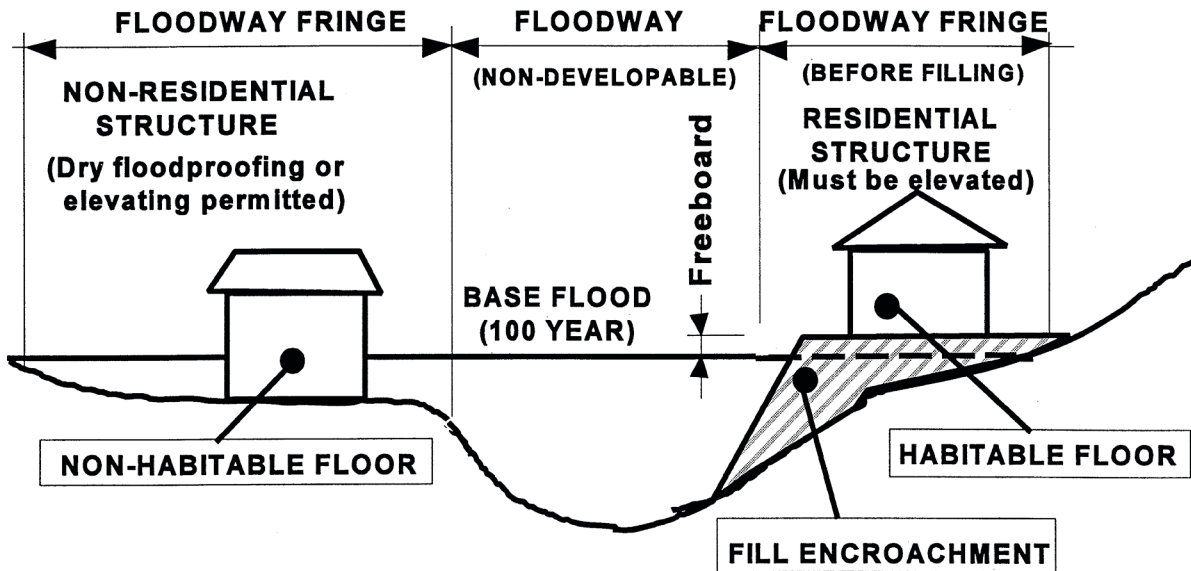 FLOODWAY FRINGE
FLOODWAY
FLOODWAY FRINGE
(NON-DEVELOPABLE)
(BEFORE FILLING)
NON-RESIDENTIAL
STRUCTURE
(Dry floodproofing or
elevating permitted)
RESIDENTIAL
STRUCTURE
(Must be elevated)
Freeboard
BASE FLOOD
(100 YEAR)
NON-HABITABLE FLOOR
HABITABLE FLOOR
FILL ENCROACHMENT